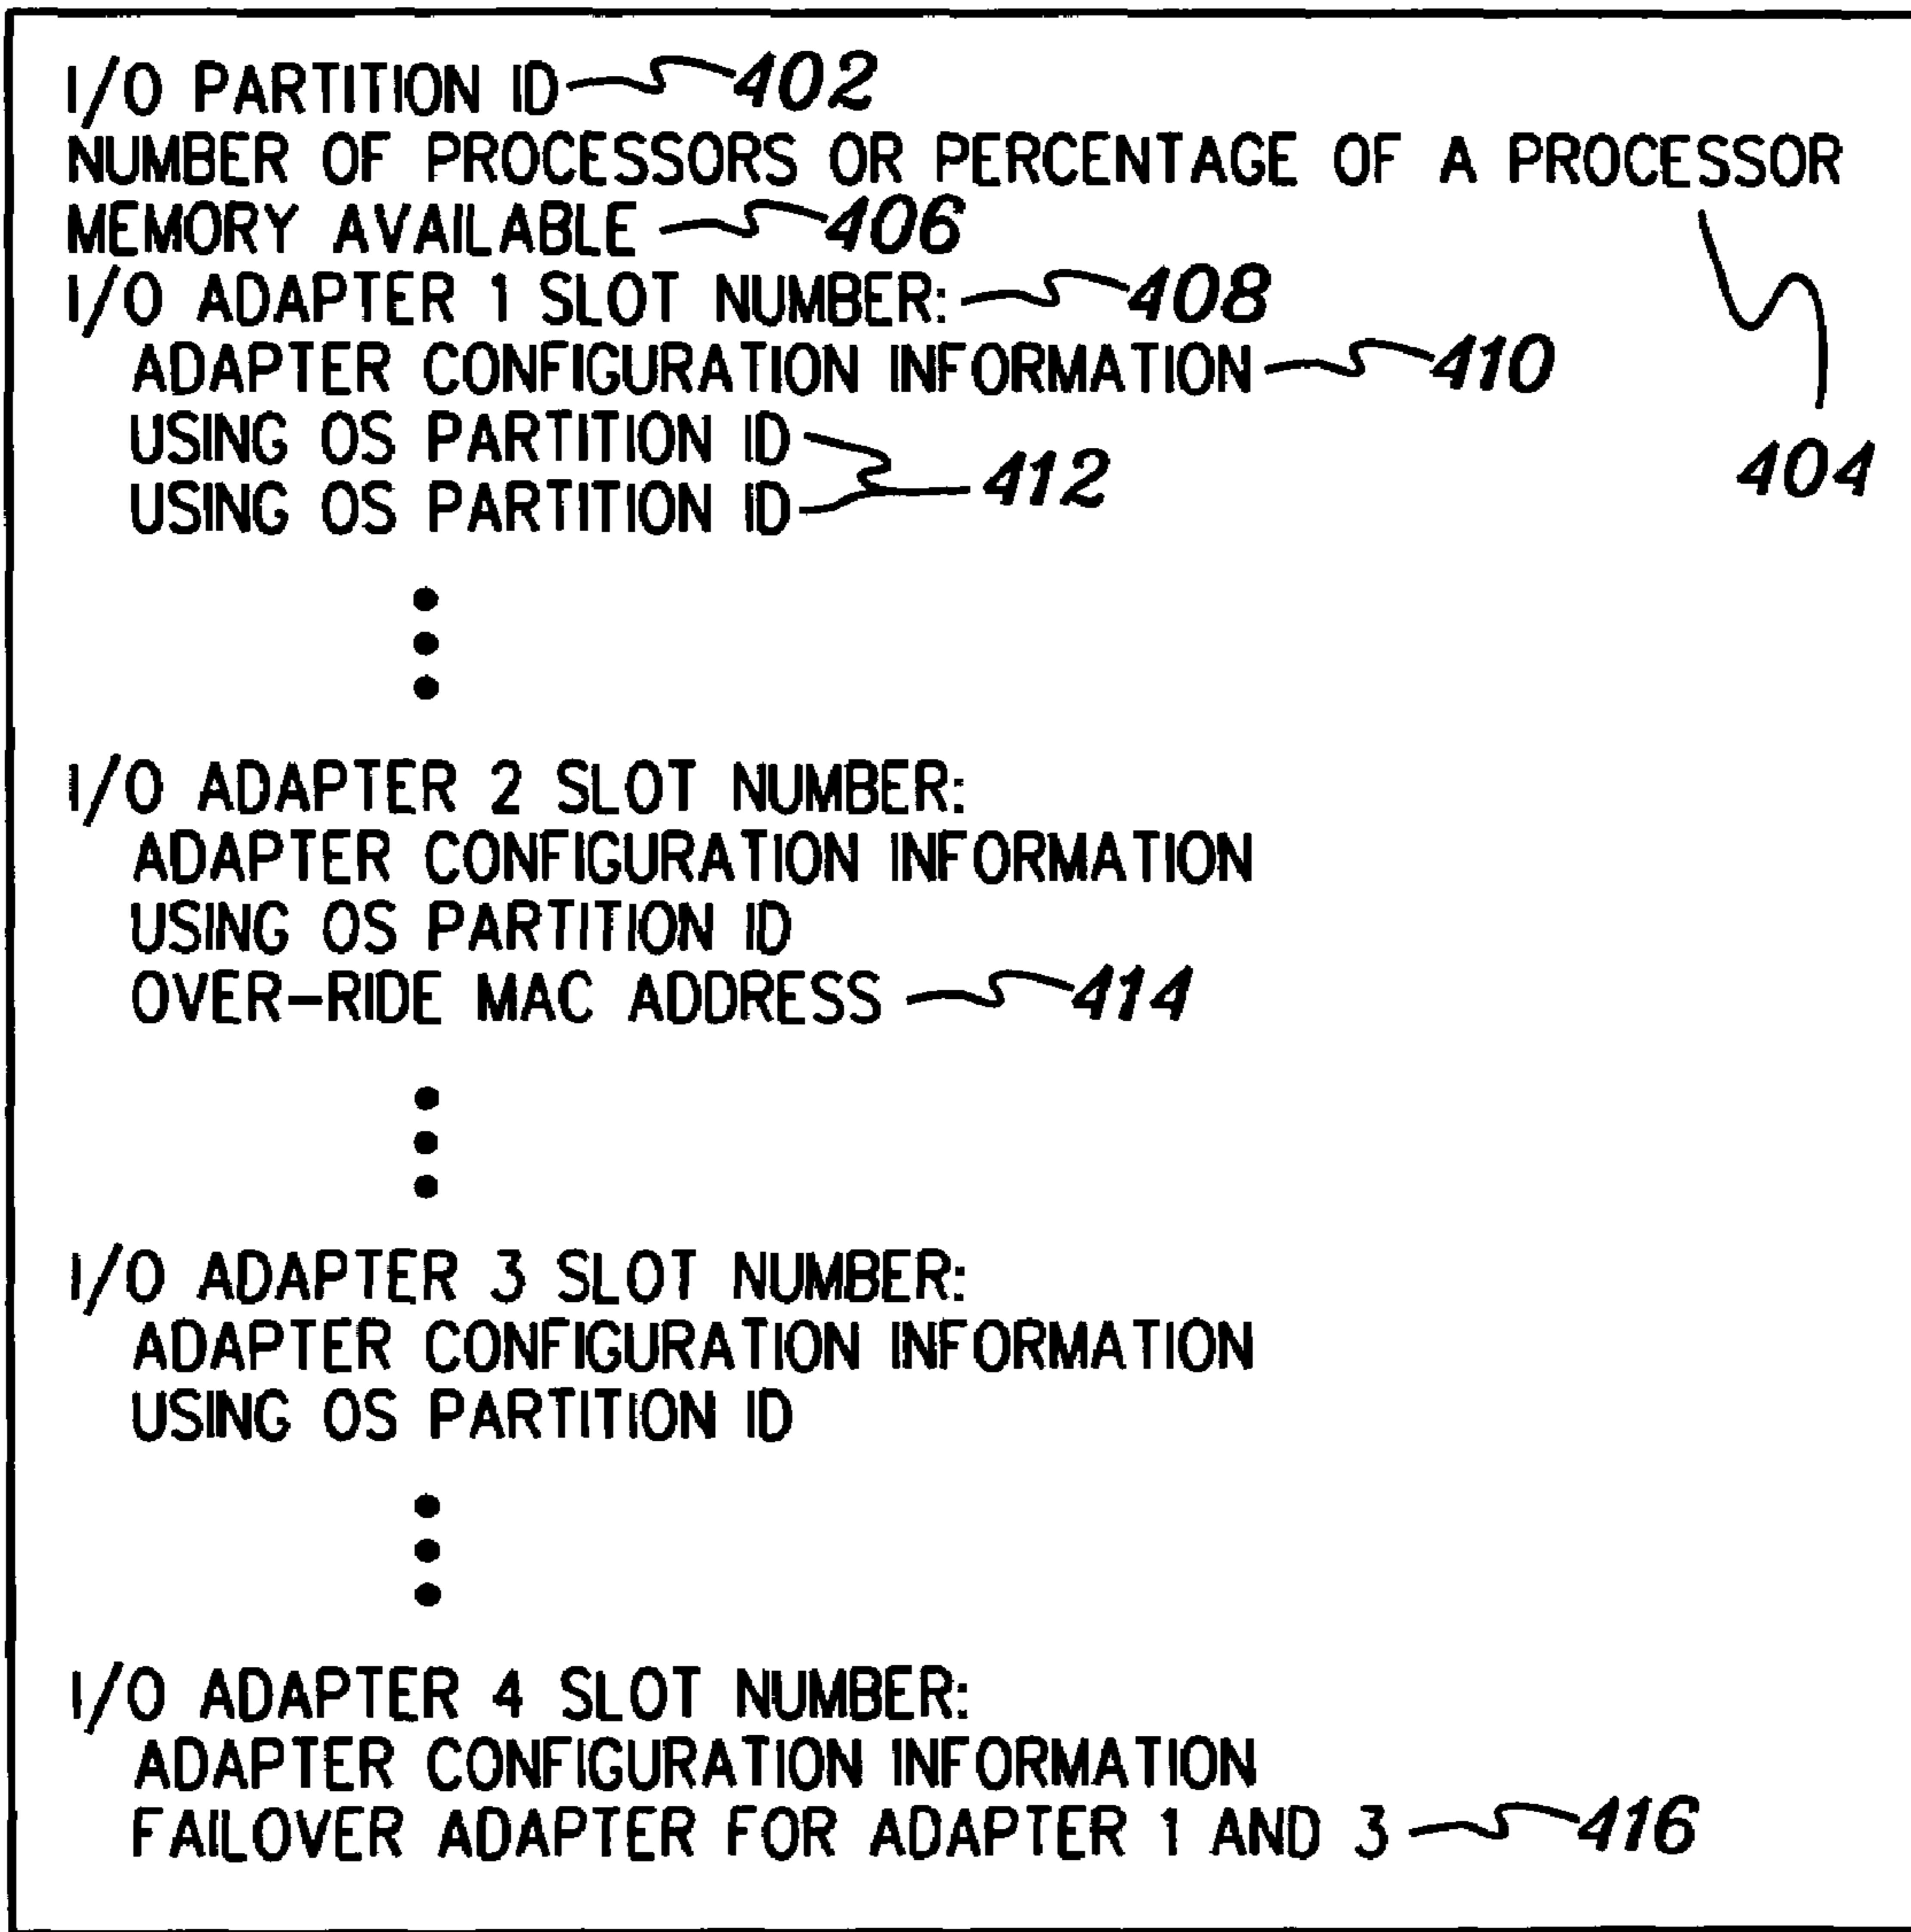 I/O PARTITION ID 402
NUMBER OF PROCESSORS OR PERCENTAGE OF A PROCESSOR
404
MEMORY AVAILABLE 406
I/O ADAPTER 1 SLOT NUMBER: 408
ADAPTER CONFIGURATION INFORMATION 410
USING OS PARTITION ID
USING OS PARTITION ID
412
I/O ADAPTER 2 SLOT NUMBER:
ADAPTER CONFIGURATION INFORMATION
USING OS PARTITION ID
OVER-RIDE MAC ADDRESS 414
I/O ADAPTER 3 SLOT NUMBER:
ADAPTER CONFIGURATION INFORMATION
USING OS PARTITION ID
I/O ADAPTER 4 SLOT NUMBER:
ADAPTER CONFIGURATION INFORMATION
FAILOVER ADAPTER FOR ADAPTER 1 AND 3 416